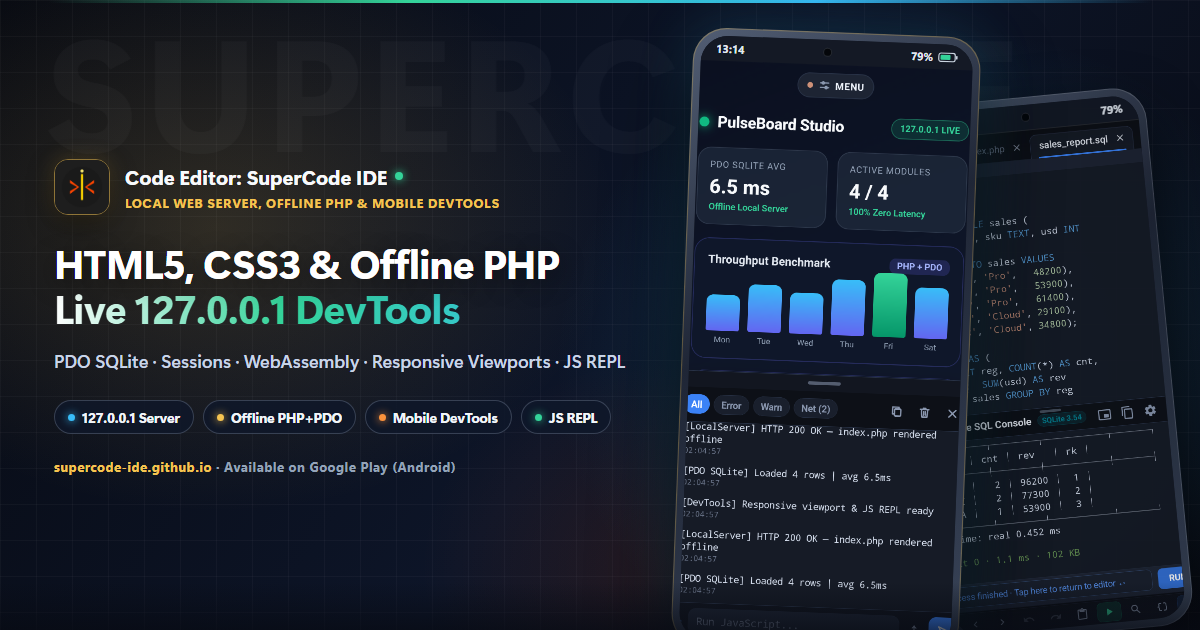 SUPERC
Code Editor: SuperCode IDE
LOCAL WEB SERVER, OFFLINE PHP & MOBILE DEVTOOLS
HTML5, CSS3 & Offline PHP
Live 127.0.0.1 DevTools
PDO SQLite · Sessions · WebAssembly · Responsive Viewports · JS REPL
127.0.0.1 Server
Offline PHP+PDO
Mobile DevTools
JS REPL
supercode-ide.github.io · Available on Google Play (Android)
13:14
79%
MENU
PulseBoard Studio
127.0.0.1 LIVE
PDO SQLITE AVG
6.5 ms
Offline Local Server
ACTIVE MODULES
4 / 4
100% Zero Latency
Throughput Benchmark
PHP + PDO
Mon Tue Wed Thu Fri Sat
All Error Warn Net (2)
[LocalServer] HTTP 200 OK — index.php rendered
offline
02:04:57
[PDO SQLite] Loaded 4 rows | avg 6.5ms
02:04:57
[DevTools] Responsive viewport & JS REPL ready
02:04:57
[LocalServer] HTTP 200 OK — index.php rendered
offline
02:04:57
[PDO SQLite] Loaded 4 rows | avg 6.5ms
02:04:57
Run JavaScript...
79%
ex.php
sales_report.sql
sales (
, sku TEXT, usd INT
sales VALUES
'Pro', 48200),
'Pro', 53900),
'Pro', 61400),
'Cloud', 29100),
'Cloud', 34800);
AS (
reg, COUNT(*) AS cnt,
SUM(usd) AS rev
sales GROUP BY reg
SQL Console
SQLite 3.54
| cnt | rev | rk |
2 | 96200 | 1 |
2 | 77300 | 2 |
1 | 53900 | 3 |
ime: real 0.452 ms
0 · 1.1 ms · 102 KB
ess finished · Tap here to return to editor
RU